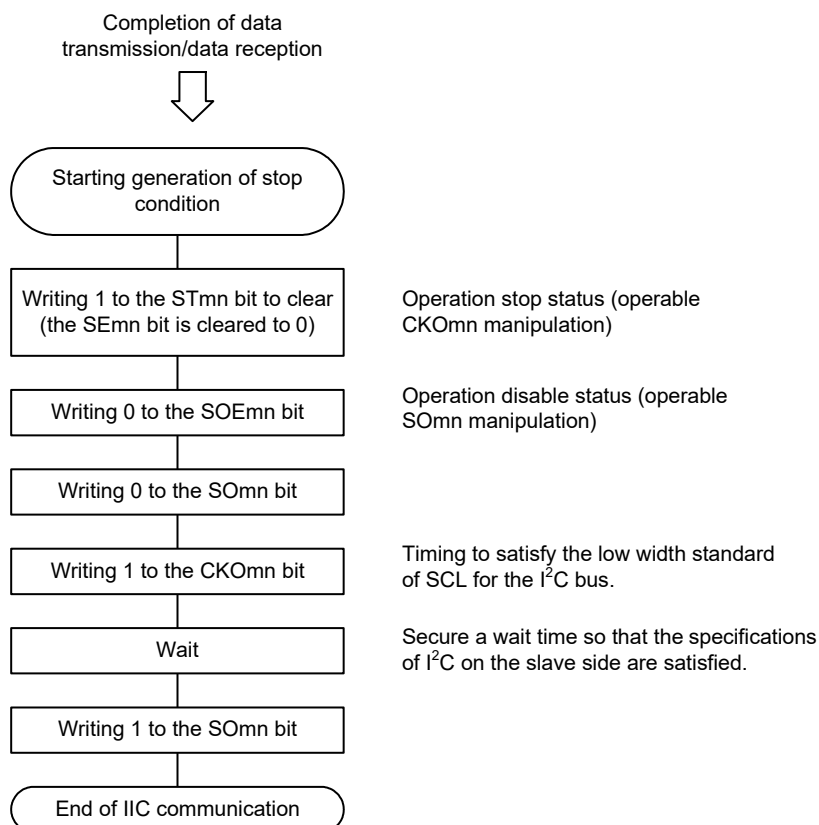 Completion of data
transmission/data reception
Starting generation of stop
condition
Writing 1 to the STmn bit to clear
(the SEmn bit is cleared to 0)
Operation stop status (operable
CKOmn manipulation)
Writing 0 to the SOEmn bit
Operation disable status (operable
SOmn manipulation)
Writing 0 to the SOmn bit
Writing 1 to the CKOmn bit
Timing to satisfy the low width standard
of SCL for the I²C bus.
Wait
Secure a wait time so that the specifications
of I²C on the slave side are satisfied.
Writing 1 to the SOmn bit
End of IIC communication